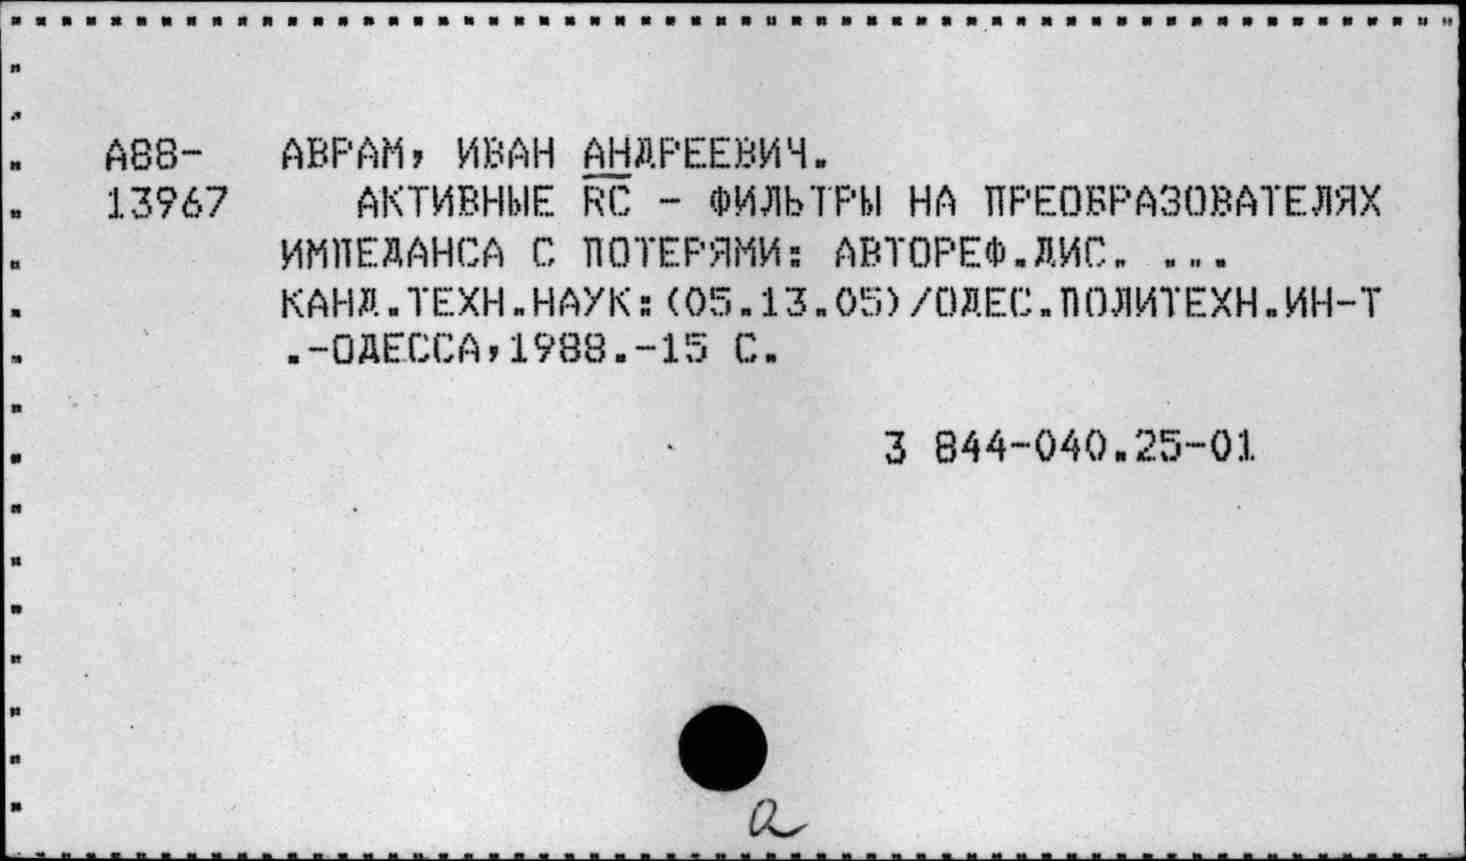 А88- АВРАМ, ИВАН АНДРЕЕВИЧ.
13967 АКТИВНЫЕ RC - ФИЛЬТРЫ НА ПРЕОБРАЗОВАТЕЛЯХ
ИМПЕДАНСА С ПОТЕРЯМИ: АВТОРЕФ.ДИС. ...
КАНД.ТЕХН.НАУК:(05.13.05)/ОДЕС.ПОЛИТЕХН.ИН-Т
.-ОДЕССА,1988.-15 С.
3 844-040.25-01
а